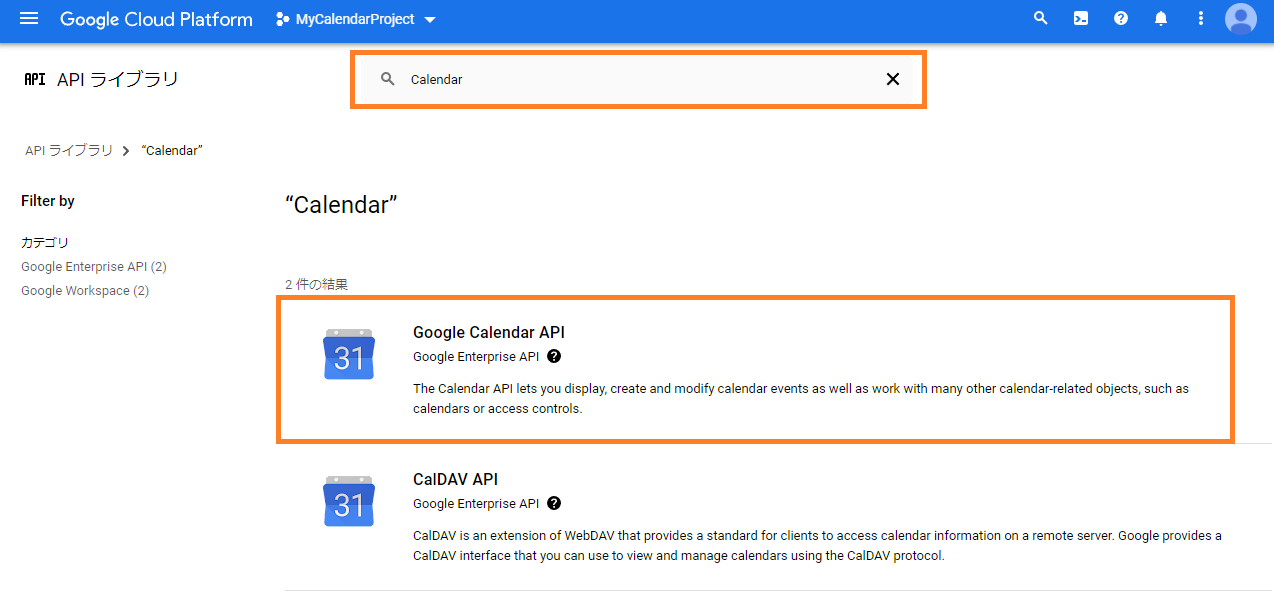 Google Cloud Platform MyCalendarProject
API API ライブラリ
Calendar
API ライブラリ “Calendar”
Filter by
カテゴリ
Google Enterprise API (2)
Google Workspace (2)
“Calendar”
2 件の結果
31
Google Calendar API
Google Enterprise API
The Calendar API lets you display, create and modify calendar events as well as work with many other calendar-related objects, such as
calendars or access controls.
31
CalDAV API
Google Enterprise API
CalDAV is an extension of WebDAV that provides a standard for clients to access calendar information on a remote server. Google provides a
CalDAV interface that you can use to view and manage calendars using the CalDAV protocol.